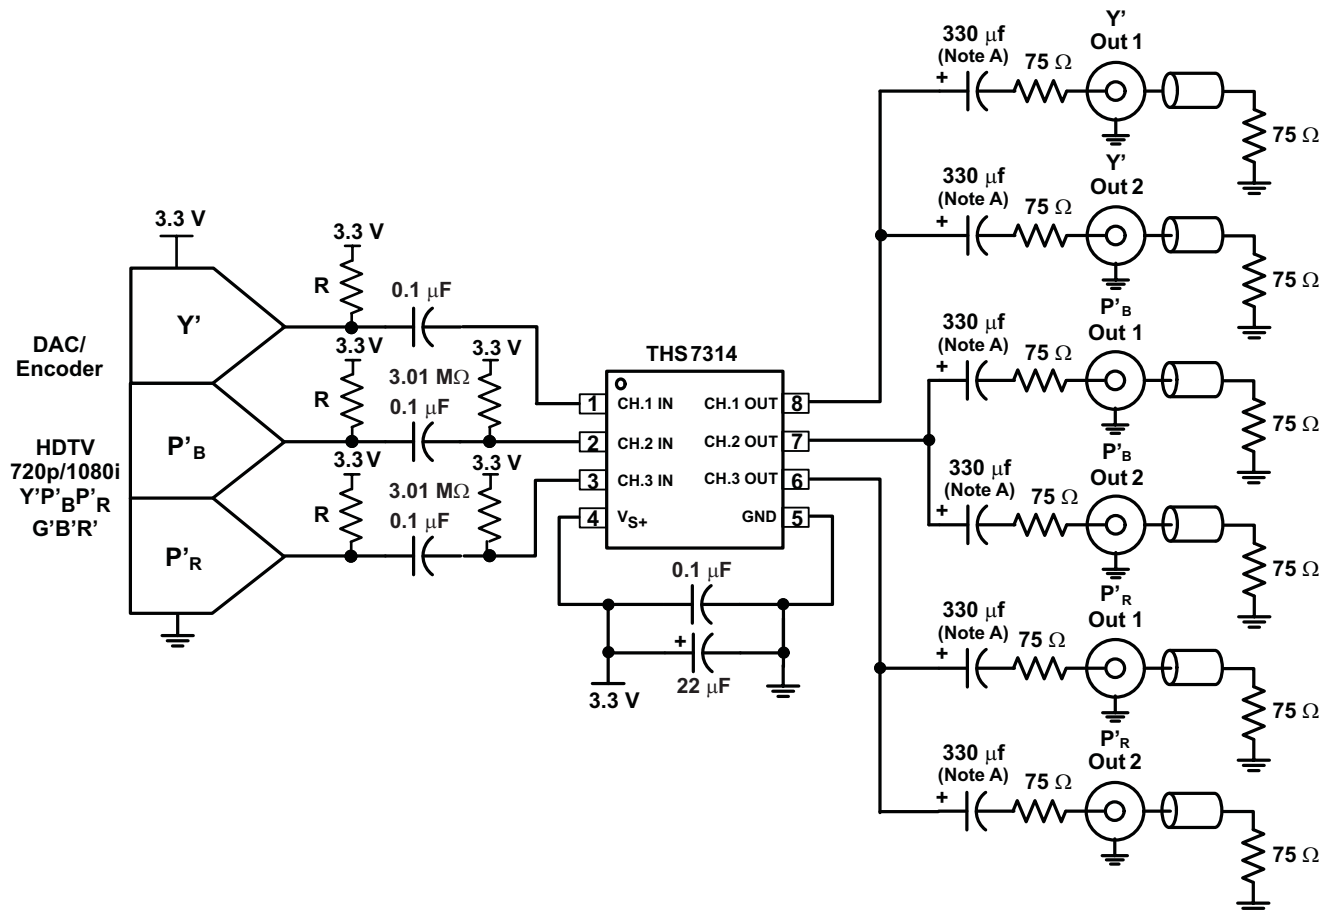 3.3 V
Y'
P'B
P'R
DAC/
Encoder
HDTV
720p/1080i
Y'P'BP'R
G'B'R'
3.3 V
R
0.1 μF
3.3 V
R
3.01 MΩ
0.1 μF
3.3 V
3.3 V
R
3.01 MΩ
0.1 μF
3.3 V
THS7314
1 CH.1 IN CH.1 OUT 8
2 CH.2 IN CH.2 OUT 7
3 CH.3 IN CH.3 OUT 6
4 VS+ GND 5
0.1 μF
+
22 μF
3.3 V
Y'
Out 1
330 μf
(Note A)
+
75 Ω
75 Ω
Y'
Out 2
330 μf
(Note A)
+
75 Ω
75 Ω
P'B
Out 1
330 μf
(Note A)
+
75 Ω
75 Ω
P'B
Out 2
330 μf
(Note A)
+
75 Ω
75 Ω
P'R
Out 1
330 μf
(Note A)
+
75 Ω
75 Ω
P'R
Out 2
330 μf
(Note A)
+
75 Ω
75 Ω